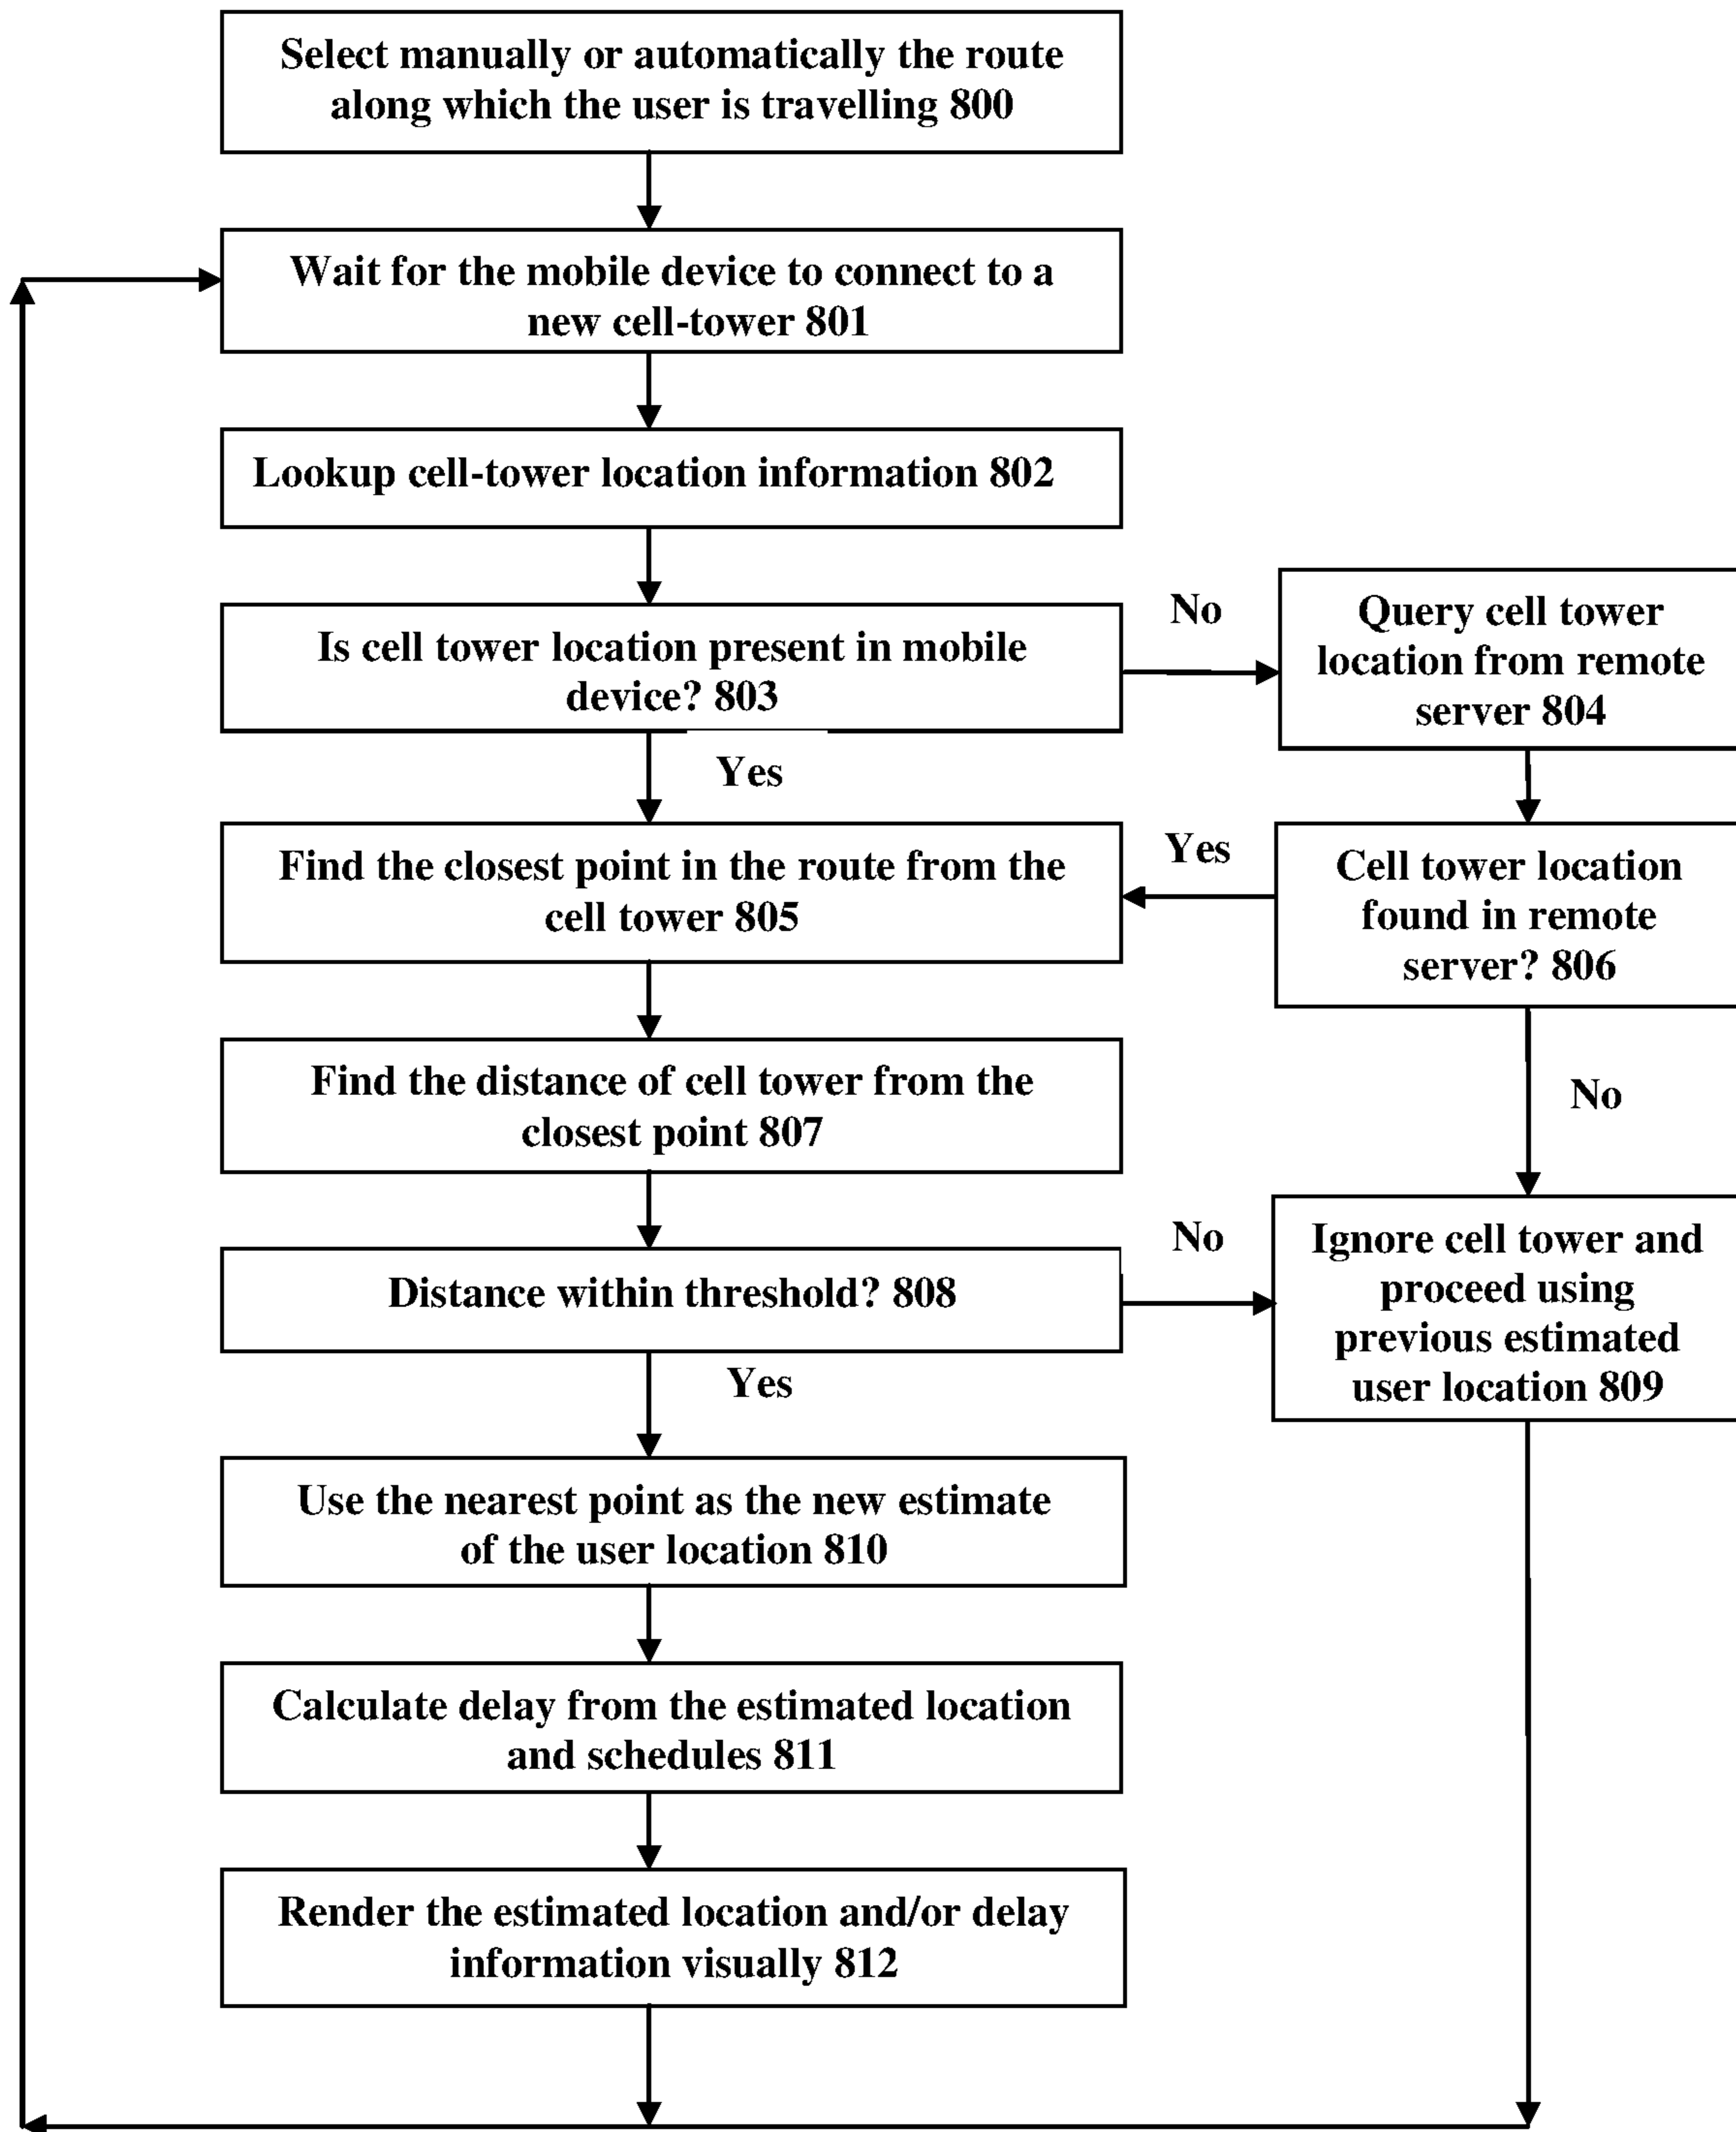 Select manually or automatically the route
along which the user is travelling 800
Wait for the mobile device to connect to a
new cell-tower 801
Lookup cell-tower location information 802
Is cell tower location present in mobile
device? 803
No
Query cell tower
location from remote
server 804
Yes
Find the closest point in the route from the
cell tower 805
Yes
Cell tower location
found in remote
server? 806
Find the distance of cell tower from the
closest point 807
No
Distance within threshold? 808
No
Ignore cell tower and
proceed using
previous estimated
user location 809
Yes
Use the nearest point as the new estimate
of the user location 810
Calculate delay from the estimated location
and schedules 811
Render the estimated location and/or delay
information visually 812